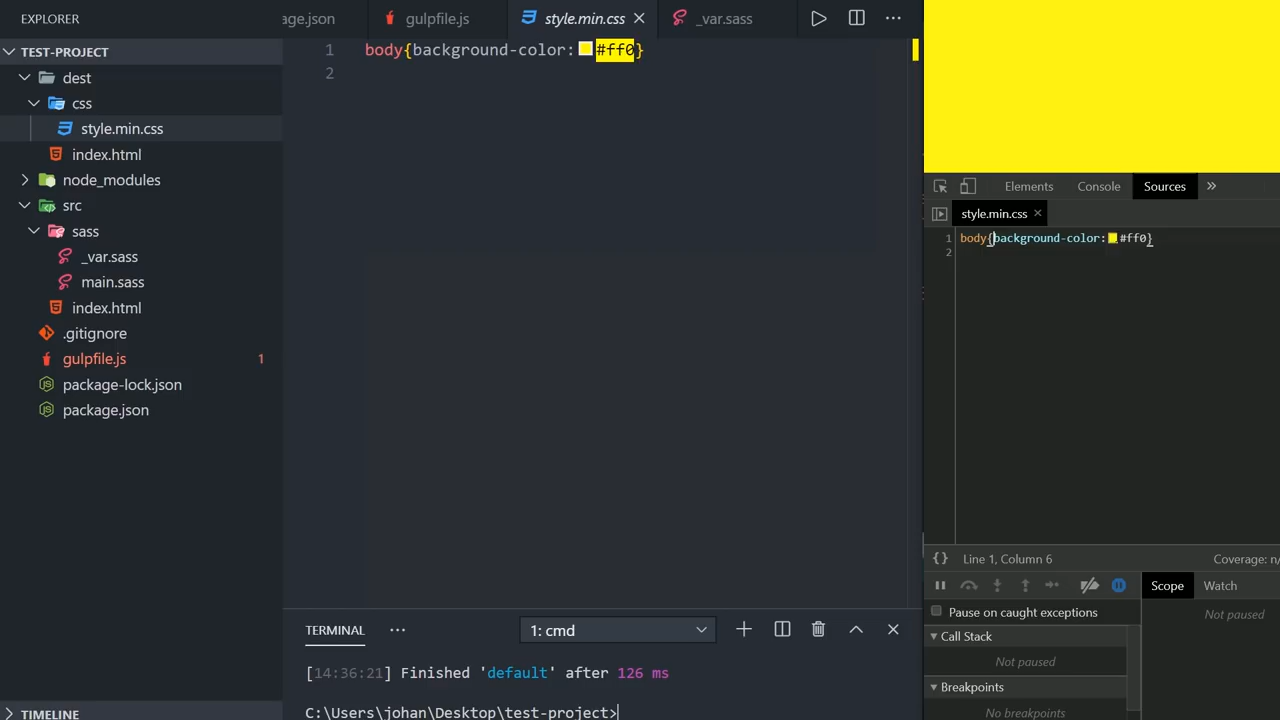 EXPLORER
TEST-PROJECT
dest
css
style.min.css
index.html
node_modules
src
sass
_var.sass
main.sass
index.html
.gitignore
gulpfile.js 1
package-lock.json
package.json
TIMELINE
age.json gulpfile.js style.min.css _var.sass
1 body{background-color: #ff0}
2
TERMINAL
1: cmd
[14:36:21] Finished 'default' after 126 ms
C:\Users\johan\Desktop\test-project>
Elements Console Sources
style.min.css
1 body{background-color: #ff0}
2
{} Line 1, Column 6 Coverage: n/
Scope Watch
Pause on caught exceptions
Not paused
Call Stack
Not paused
Breakpoints
No breakpoints